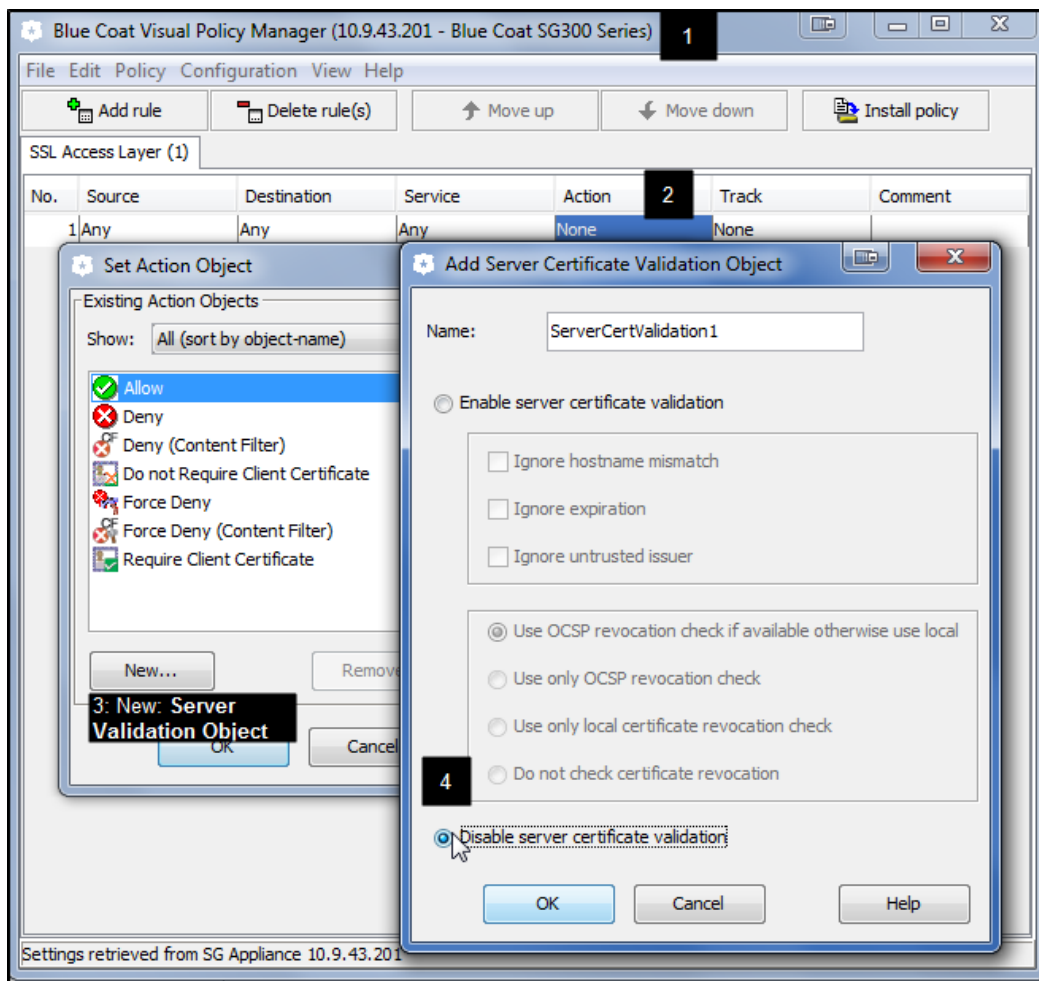 Blue Coat Visual Policy Manager (10.9.43.201 - Blue Coat SG300 Series)
1
File Edit Policy Configuration View Help
Add rule
Delete rule(s)
Move up
Move down
Install policy
SSL Access Layer (1)
No. Source Destination Service Action 2 Track Comment
1 Any Any Any None None
Set Action Object
Existing Action Objects
Show: All (sort by object-name)
Allow
Deny
Deny (Content Filter)
Do not Require Client Certificate
Force Deny
Force Deny (Content Filter)
Require Client Certificate
New...
Remove
3: New: Server
Validation Object
OK
Cancel
Add Server Certificate Validation Object
Name: ServerCertValidation1
Enable server certificate validation
Ignore hostname mismatch
Ignore expiration
Ignore untrusted issuer
Use OCSP revocation check if available otherwise use local
Use only OCSP revocation check
Use only local certificate revocation check
Do not check certificate revocation
4
Disable server certificate validation
OK
Cancel
Help
Settings retrieved from SG Appliance 10.9.43.201